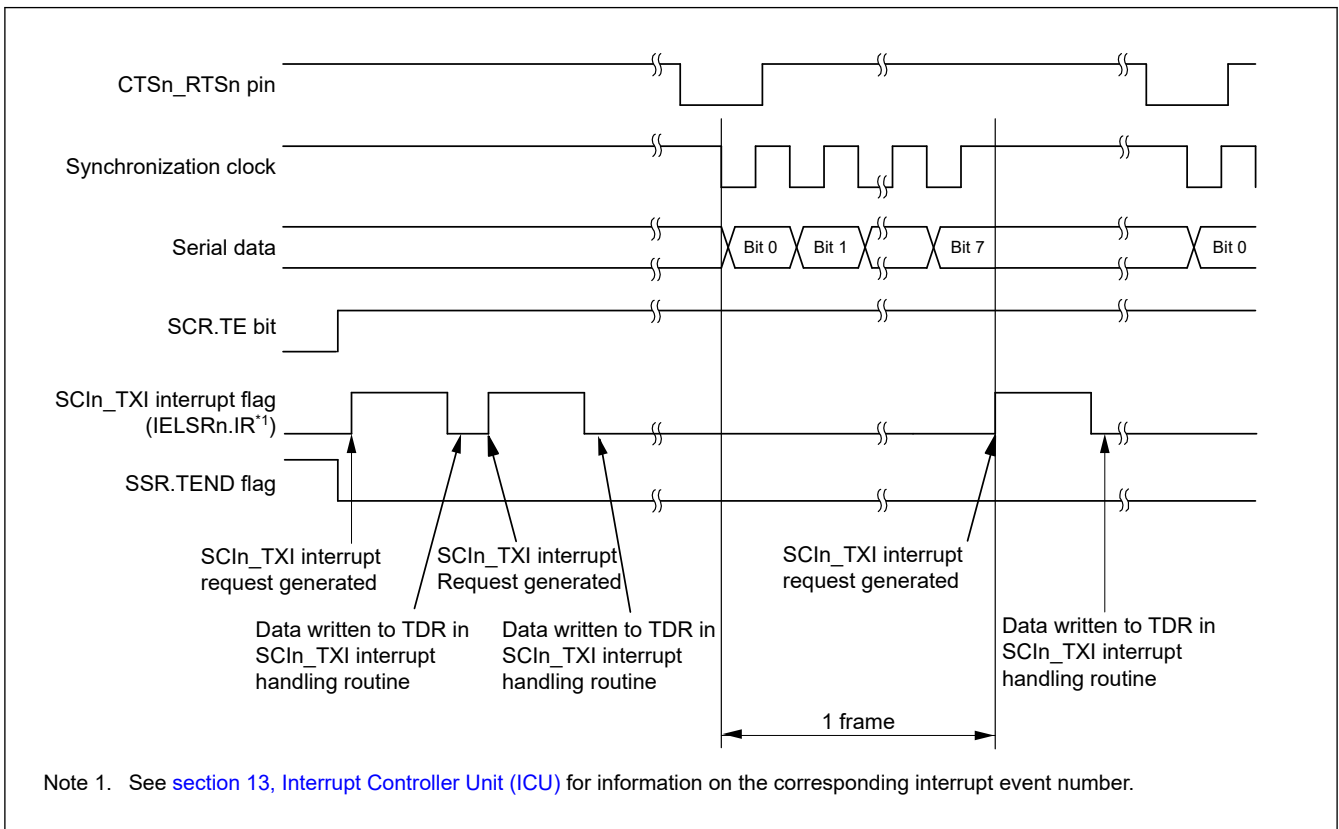 CTSn_RTSn pin
Synchronization clock
Serial data
Bit 0
Bit 1
Bit 7
Bit 0
SCR.TE bit
SCIn_TXI interrupt flag
(IELSRn.IR*1)
SSR.TEND flag
SCIn_TXI interrupt
request generated
SCIn_TXI interrupt
Request generated
SCIn_TXI interrupt
request generated
Data written to TDR in
SCIn_TXI interrupt
handling routine
Data written to TDR in
SCIn_TXI interrupt
handling routine
Data written to TDR in
SCIn_TXI interrupt
handling routine
1 frame
Note 1. See section 13, Interrupt Controller Unit (ICU) for information on the corresponding interrupt event number.